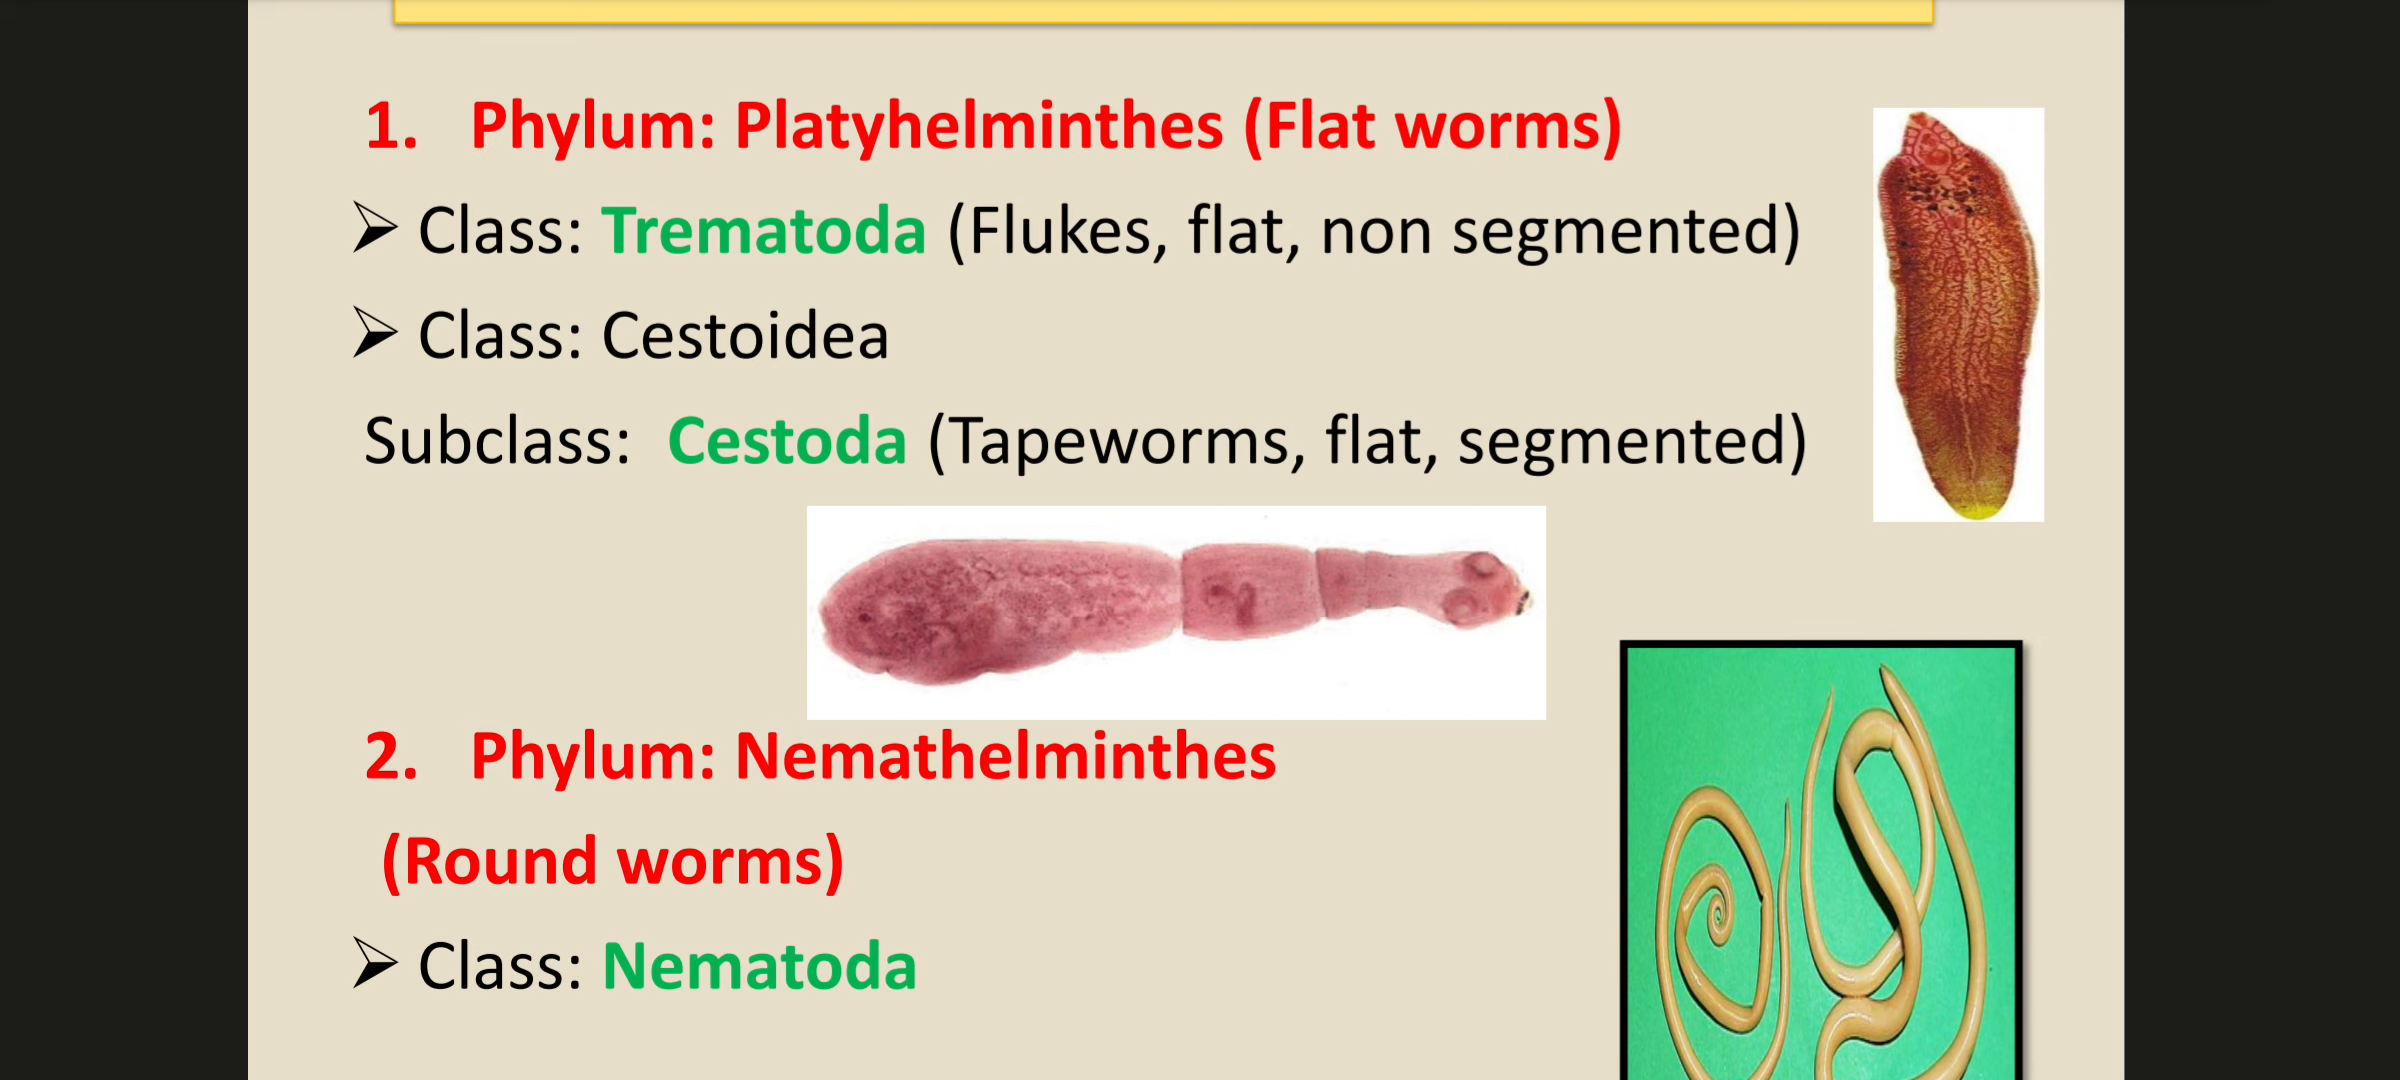 1. Phylum: Platyhelminthes (Flat worms)
➢ Class: Trematoda (Flukes, flat, non segmented)
➢ Class: Cestoidea
Subclass: Cestoda (Tapeworms, flat, segmented)
2. Phylum: Nemathelminthes
(Round worms)
➢ Class: Nematoda